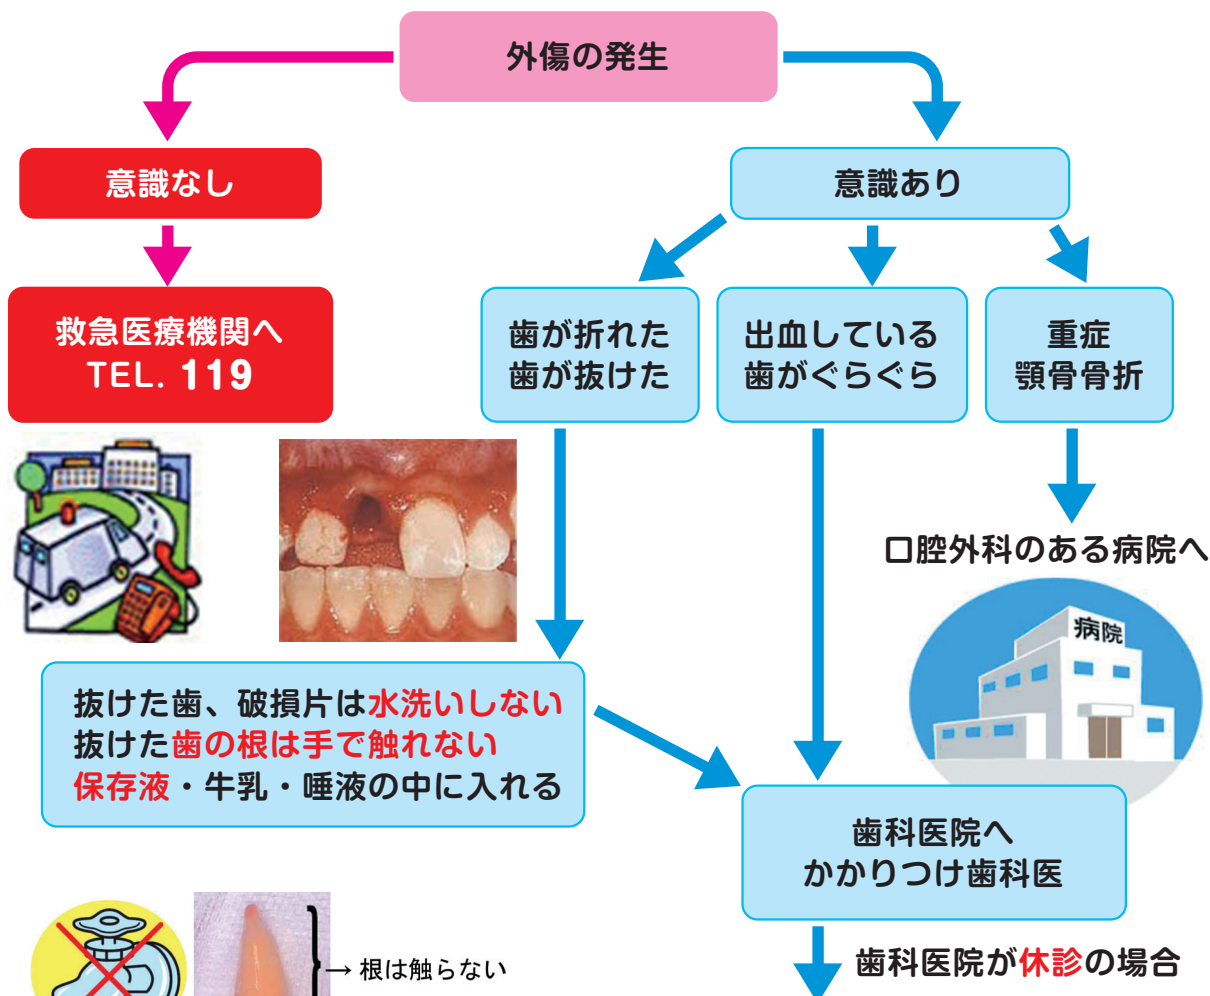 外傷の発生
意識なし
意識あり
救急医療機関へ
TEL. 119
歯が折れた
歯が抜けた
出血している
歯がぐらぐら
重症
顎骨骨折
口腔外科のある病院へ
病院
抜けた歯、破損片は水洗いしない
抜けた歯の根は手で触れない
保存液・牛乳・唾液の中に入れる
歯科医院へ
かかりつけ歯科医
→ 根は触らない
歯科医院が休診の場合